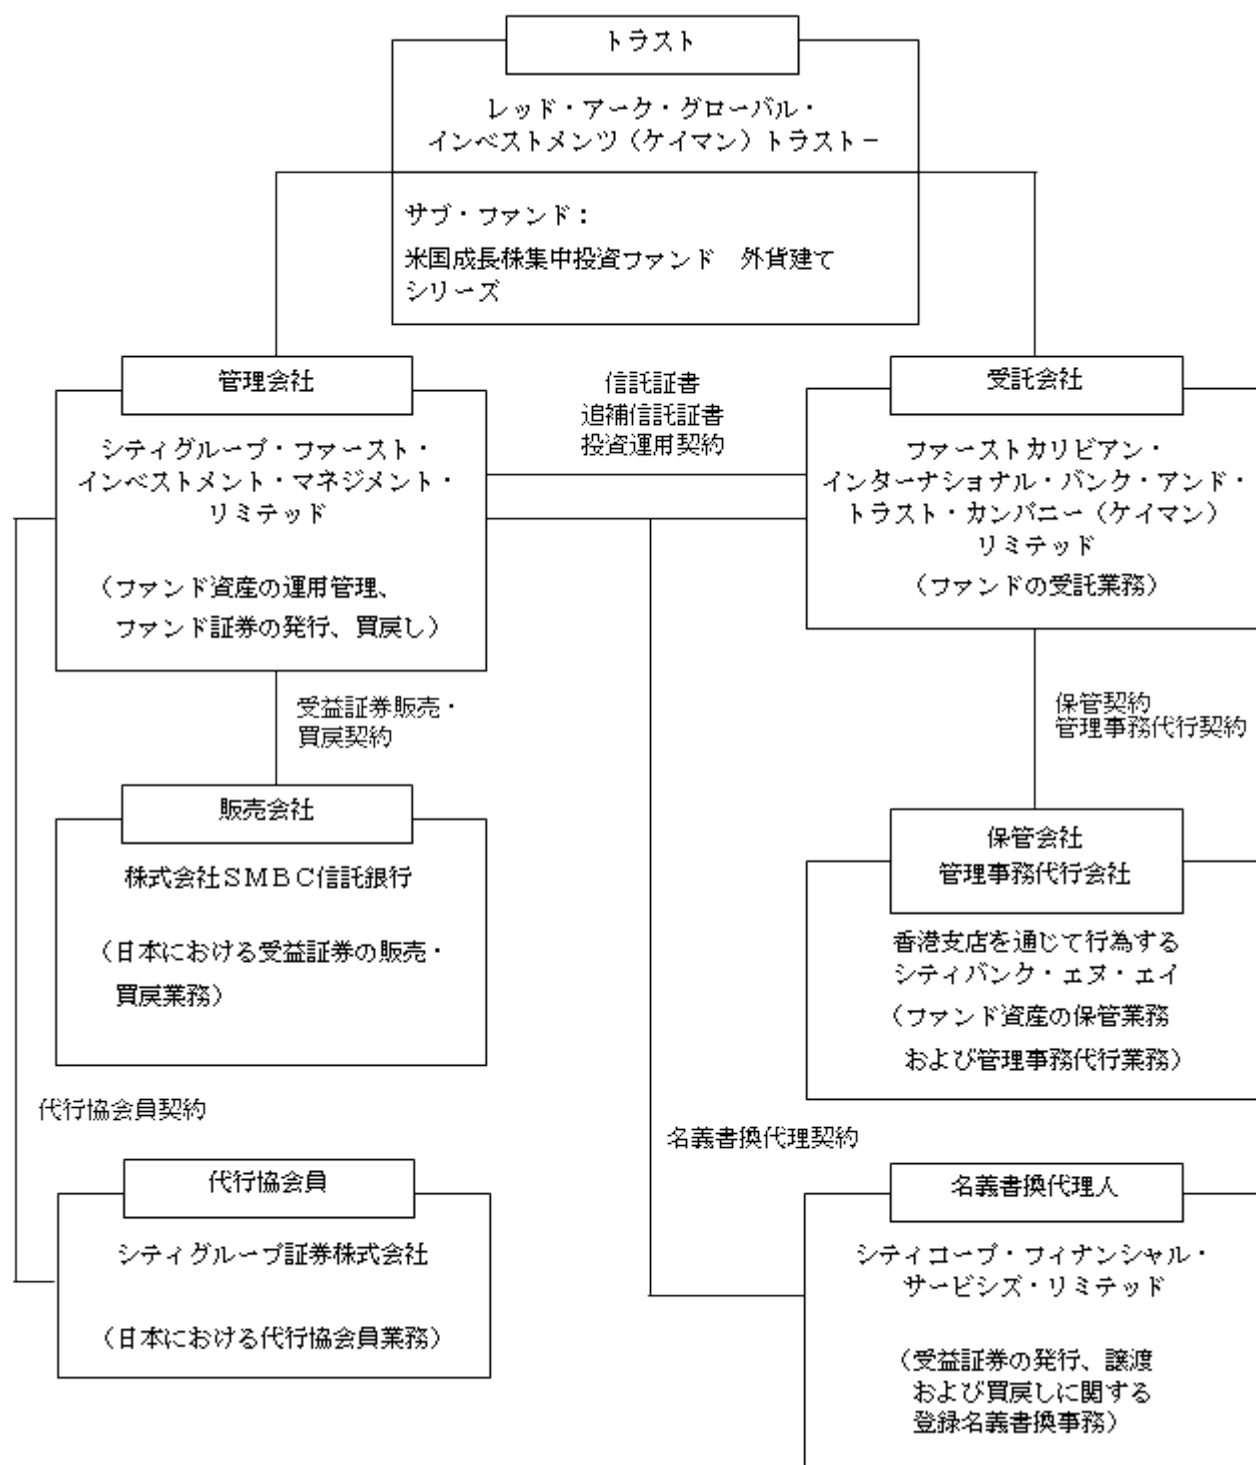 トラスト
レッド・アーク・グローバル・
インベストメンツ（ケイマン）トラスト－
サブ・ファンド：
米国成長株集中投資ファンド　外貨建て
シリーズ
管理会社
シティグループ・ファースト・
インベストメント・マネジメント・
リミテッド
（ファンド資産の運用管理、
ファンド証券の発行、買戻し）
信託証書
追補信託証書
投資運用契約
受託会社
ファーストカリビアン・
インターナショナル・バンク・アンド・
トラスト・カンパニー（ケイマン）
リミテッド
（ファンドの受託業務）
受益証券販売・
買戻契約
保管契約
管理事務代行契約
販売会社
株式会社ＳＭＢＣ信託銀行
（日本における受益証券の販売・
買戻業務）
保管会社
管理事務代行会社
香港支店を通じて行為する
シティバンク・エヌ・エイ
（ファンド資産の保管業務
および管理事務代行業務）
代行協会員契約
名義書換代理契約
代行協会員
シティグループ証券株式会社
（日本における代行協会員業務）
名義書換代理人
シティコープ・フィナンシャル・
サービシズ・リミテッド
（受益証券の発行、譲渡
および買戻しに関する
登録名義書換事務）